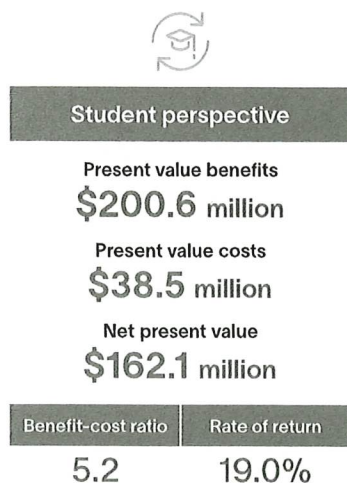 Student perspective
Present value benefits
$200.6 million
Present value costs
$38.5 million
Net present value
$162.1 million
Benefit-cost ratio Rate of return
5.2 19.0%